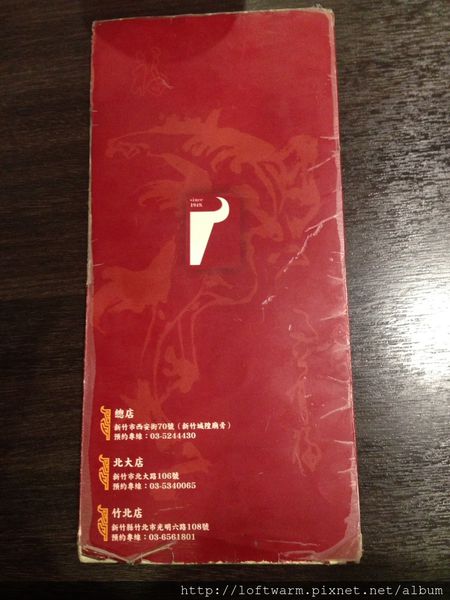 since
1948.
總店
新竹市西安街70號（新竹城隍廟旁）
預約專線：03-5244430
北大店
新竹市北大路106號
預約專線：03-5340065
竹北店
新竹縣竹北市光明六路108號
預約專線：03-6561801
http://loftwarm.pixnet.net/album